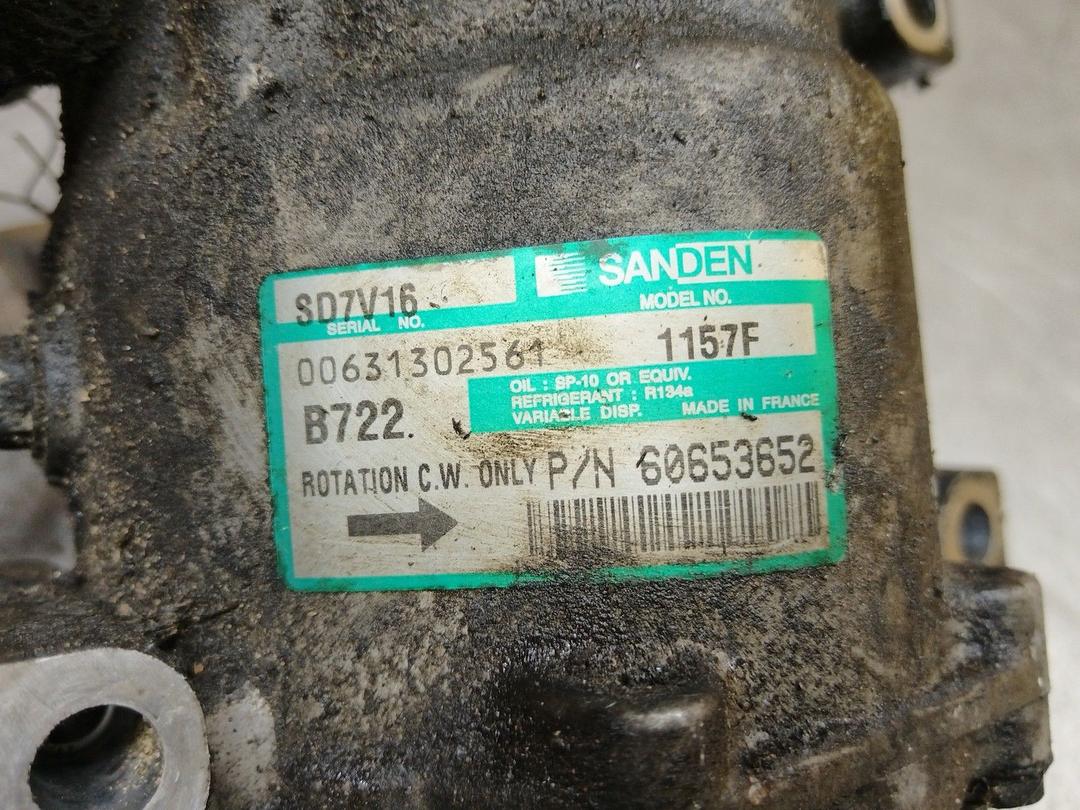 SD7V16
SANDEN
SERIAL NO.
MODEL NO.
00631302561
1157F
OIL : SP-10 OR EQUIV.
REFRIGERANT : R134a
VARIABLE DISP. MADE IN FRANCE
B722.
ROTATION C.W. ONLY P/N 60653652